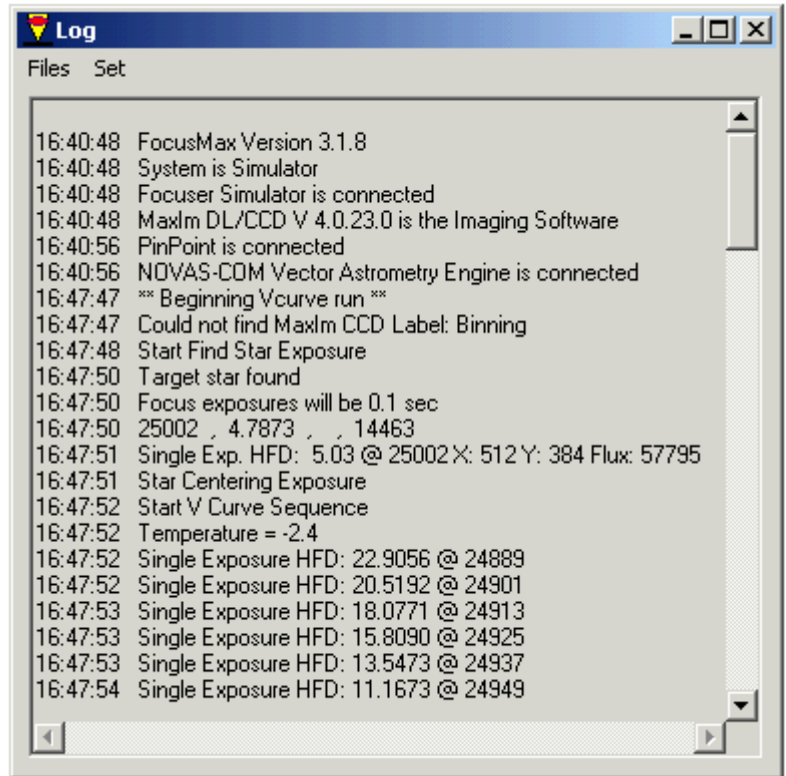 Log
Files Set
16:40:48 FocusMax Version 3.1.8
16:40:48 System is Simulator
16:40:48 Focuser Simulator is connected
16:40:48 MaxIm DL/CCD V 4.0.23.0 is the Imaging Software
16:40:56 PinPoint is connected
16:40:56 NOVAS-COM Vector Astrometry Engine is connected
16:47:47 ** Beginning Vcurve run **
16:47:47 Could not find MaxIm CCD Label: Binning
16:47:48 Start Find Star Exposure
16:47:50 Target star found
16:47:50 Focus exposures will be 0.1 sec
16:47:50 25002 , 4.7873 , , 14463
16:47:51 Single Exp. HFD: 5.03 @ 25002 X: 512 Y: 384 Flux: 57795
16:47:51 Star Centering Exposure
16:47:52 Start V Curve Sequence
16:47:52 Temperature = -2.4
16:47:52 Single Exposure HFD: 22.9056 @ 24889
16:47:52 Single Exposure HFD: 20.5192 @ 24901
16:47:53 Single Exposure HFD: 18.0771 @ 24913
16:47:53 Single Exposure HFD: 15.8090 @ 24925
16:47:53 Single Exposure HFD: 13.5473 @ 24937
16:47:54 Single Exposure HFD: 11.1673 @ 24949